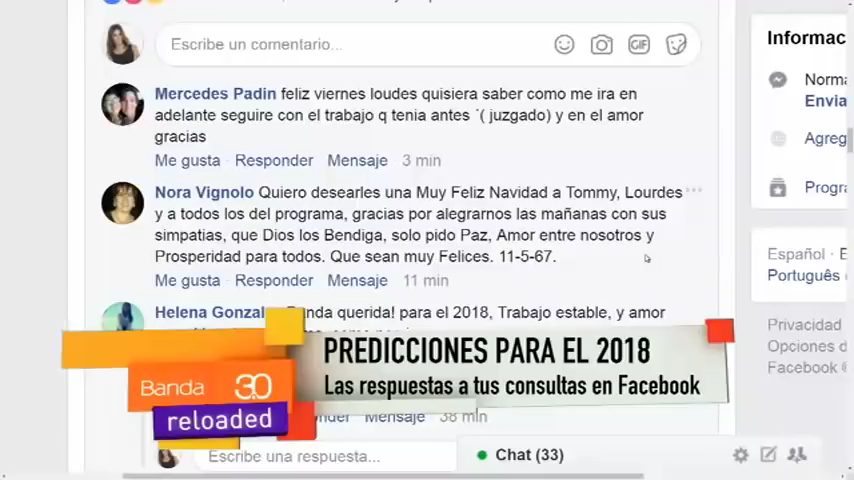 Escribe un comentario...
Mercedes Padin feliz viernes loudes quisiera saber como me ira en
adelante seguire con el trabajo q tenia antes ´( juzgado) y en el amor
gracias
Me gusta · Responder · Mensaje · 3 min
Nora Vignolo Quiero desearles una Muy Feliz Navidad a Tommy, Lourdes
y a todos los del programa, gracias por alegrarnos las mañanas con sus
simpatias, que Dios los Bendiga, solo pido Paz, Amor entre nosotros y
Prosperidad para todos. Que sean muy Felices. 11-5-67.
Me gusta · Responder · Mensaje · 11 min
Helena Gonzal Banda querida! para el 2018, Trabajo estable, y amor
PREDICCIONES PARA EL 2018
Las respuestas a tus consultas en Facebook
Banda 3.0
reloaded
nder · Mensaje · 38 min
Escribe una respuesta...
Chat (33)
Informac
Norma
Envia
Agreg
Progra
Español · E
Português
Privacidad
Opciones d
Facebook ©